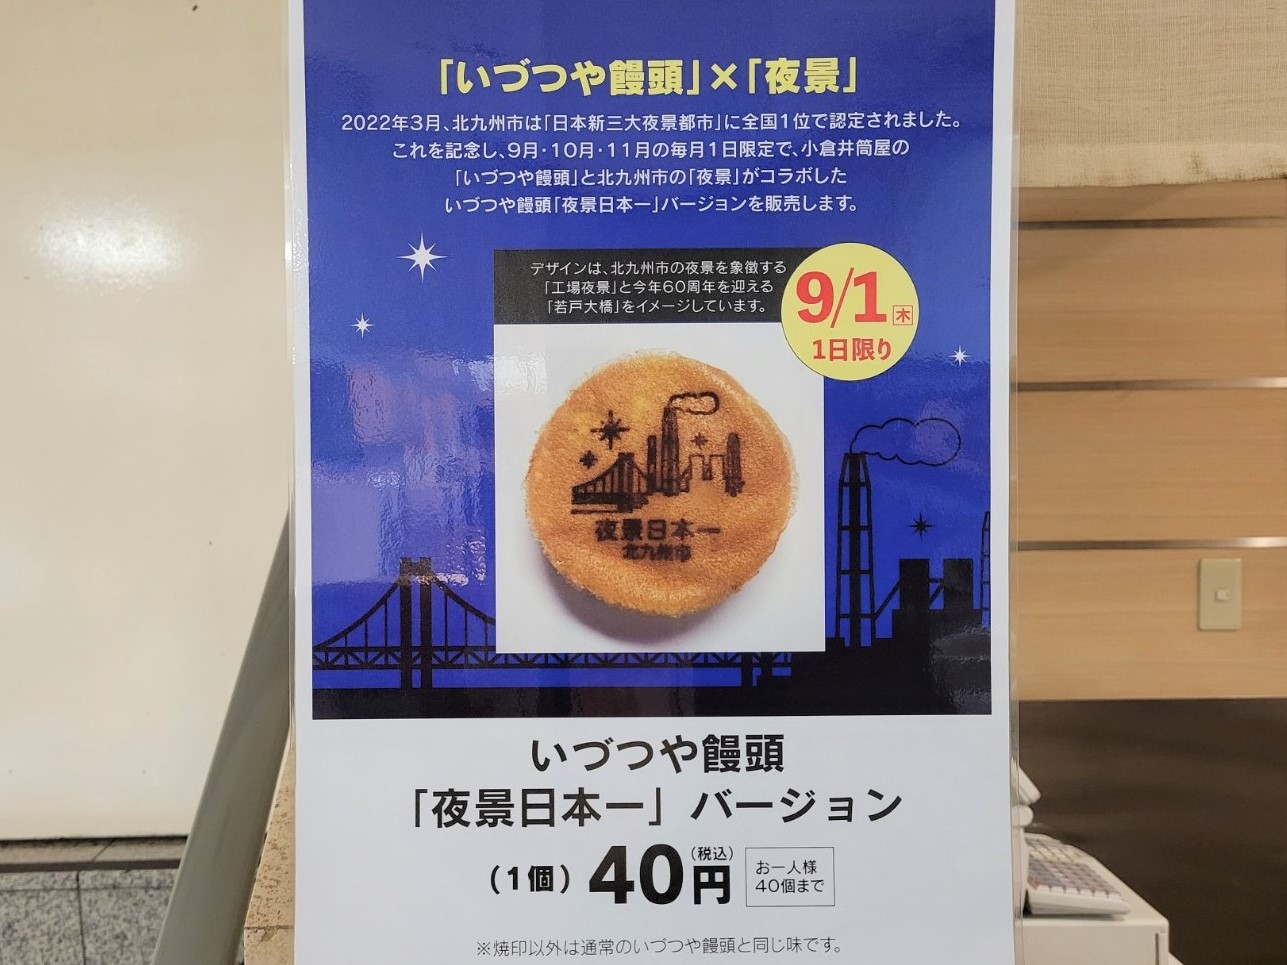 「いづつや饅頭」×「夜景」
2022年3月、北九州市は「日本新三大夜景都市」に全国1位で認定されました。
これを記念し、9月・10月・11月の毎月1日限定で、小倉井筒屋の
「いづつや饅頭」と北九州市の「夜景」がコラボした
いづつや饅頭「夜景日本一」バージョンを販売します。
デザインは、北九州市の夜景を象徴する
「工場夜景」と今年60周年を迎える
「若戸大橋」をイメージしています。
9/1木
1日限り
夜景日本一
北九州市
いづつや饅頭
「夜景日本一」バージョン
(1個)40円(税込)
お一人様
40個まで
※焼印以外は通常のいづつや饅頭と同じ味です。